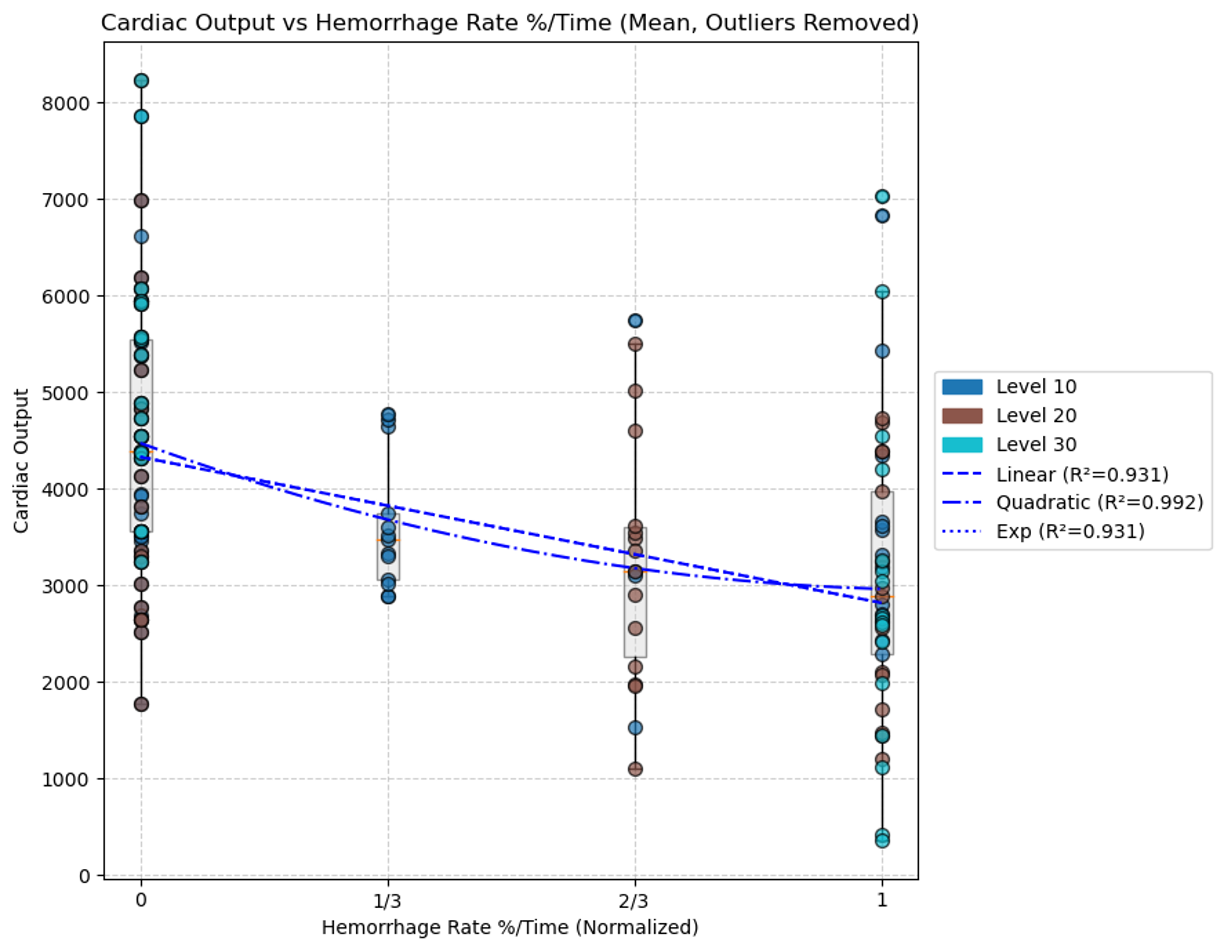 Cardiac Output vs Hemorrhage Rate %/Time (Mean, Outliers Removed)
Cardiac Output
8000
7000
6000
5000
4000
3000
2000
1000
0
0
1/3
2/3
1
Hemorrhage Rate %/Time (Normalized)
Level 10
Level 20
Level 30
Linear (R²=0.931)
Quadratic (R²=0.992)
Exp (R²=0.931)